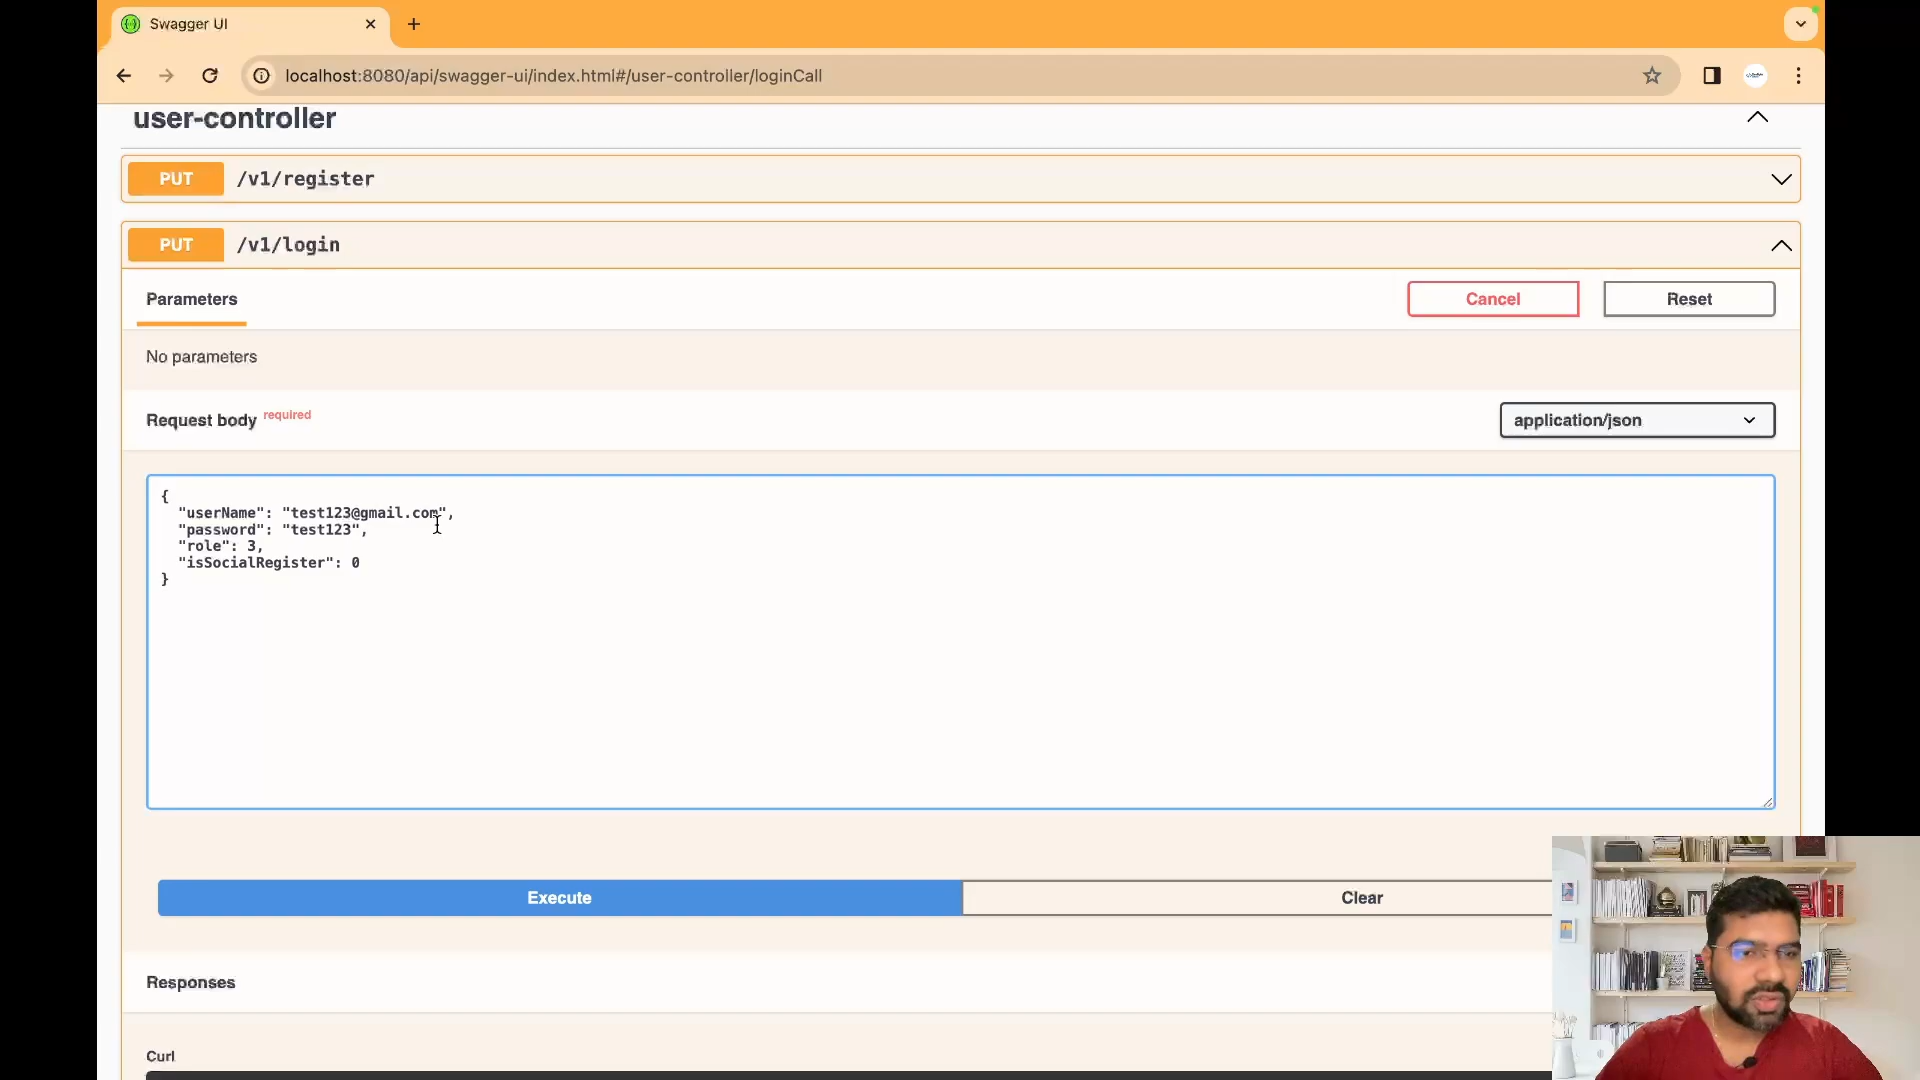 Swagger UI
localhost:8080/api/swagger-ui/index.html#/user-controller/loginCall
user-controller
PUT /v1/register
PUT /v1/login
Parameters Cancel Reset
No parameters
Request body required application/json
{
"userName": "test123@gmail.com",
"password": "test123",
"role": 3,
"isSocialRegister": 0
}
Execute Clear
Responses
Curl